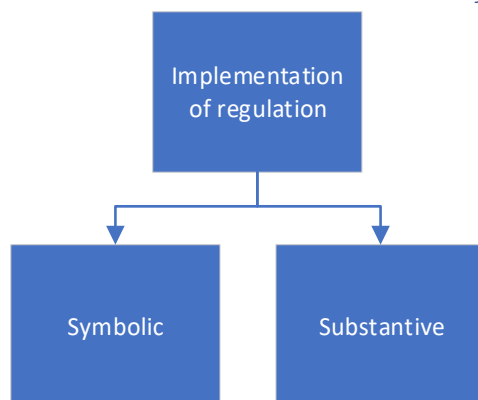 Implementation
of regulation
Symbolic
Substantive